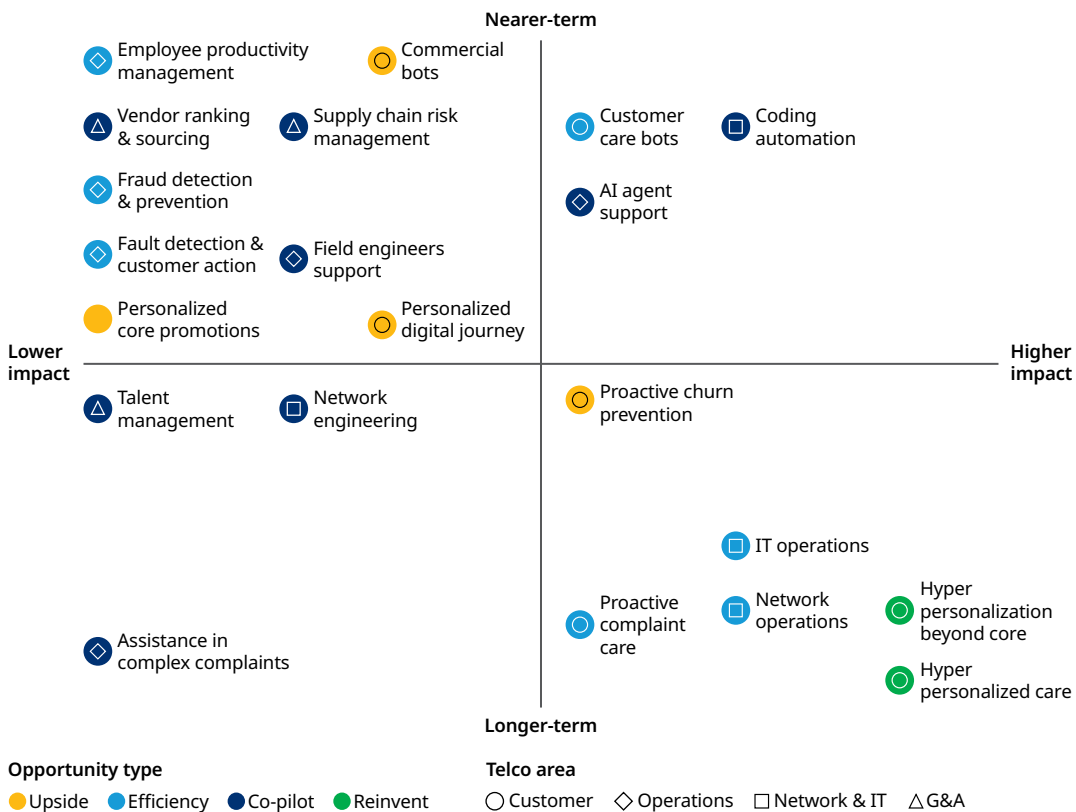 Nearer-term
Employee productivity
management
Commercial
bots
Vendor ranking
& sourcing
Supply chain risk
management
Customer
care bots
Coding
automation
Fraud detection
& prevention
AI agent
support
Fault detection &
customer action
Field engineers
support
Personalized
core promotions
Personalized
digital journey
Lower
impact
Higher
impact
Talent
management
Network
engineering
Proactive churn
prevention
IT operations
Proactive
complaint
care
Network
operations
Hyper
personalization
beyond core
Assistance in
complex complaints
Hyper
personalized care
Longer-term
Opportunity type
Upside Efficiency Co-pilot Reinvent
Telco area
Customer Operations Network & IT G&A